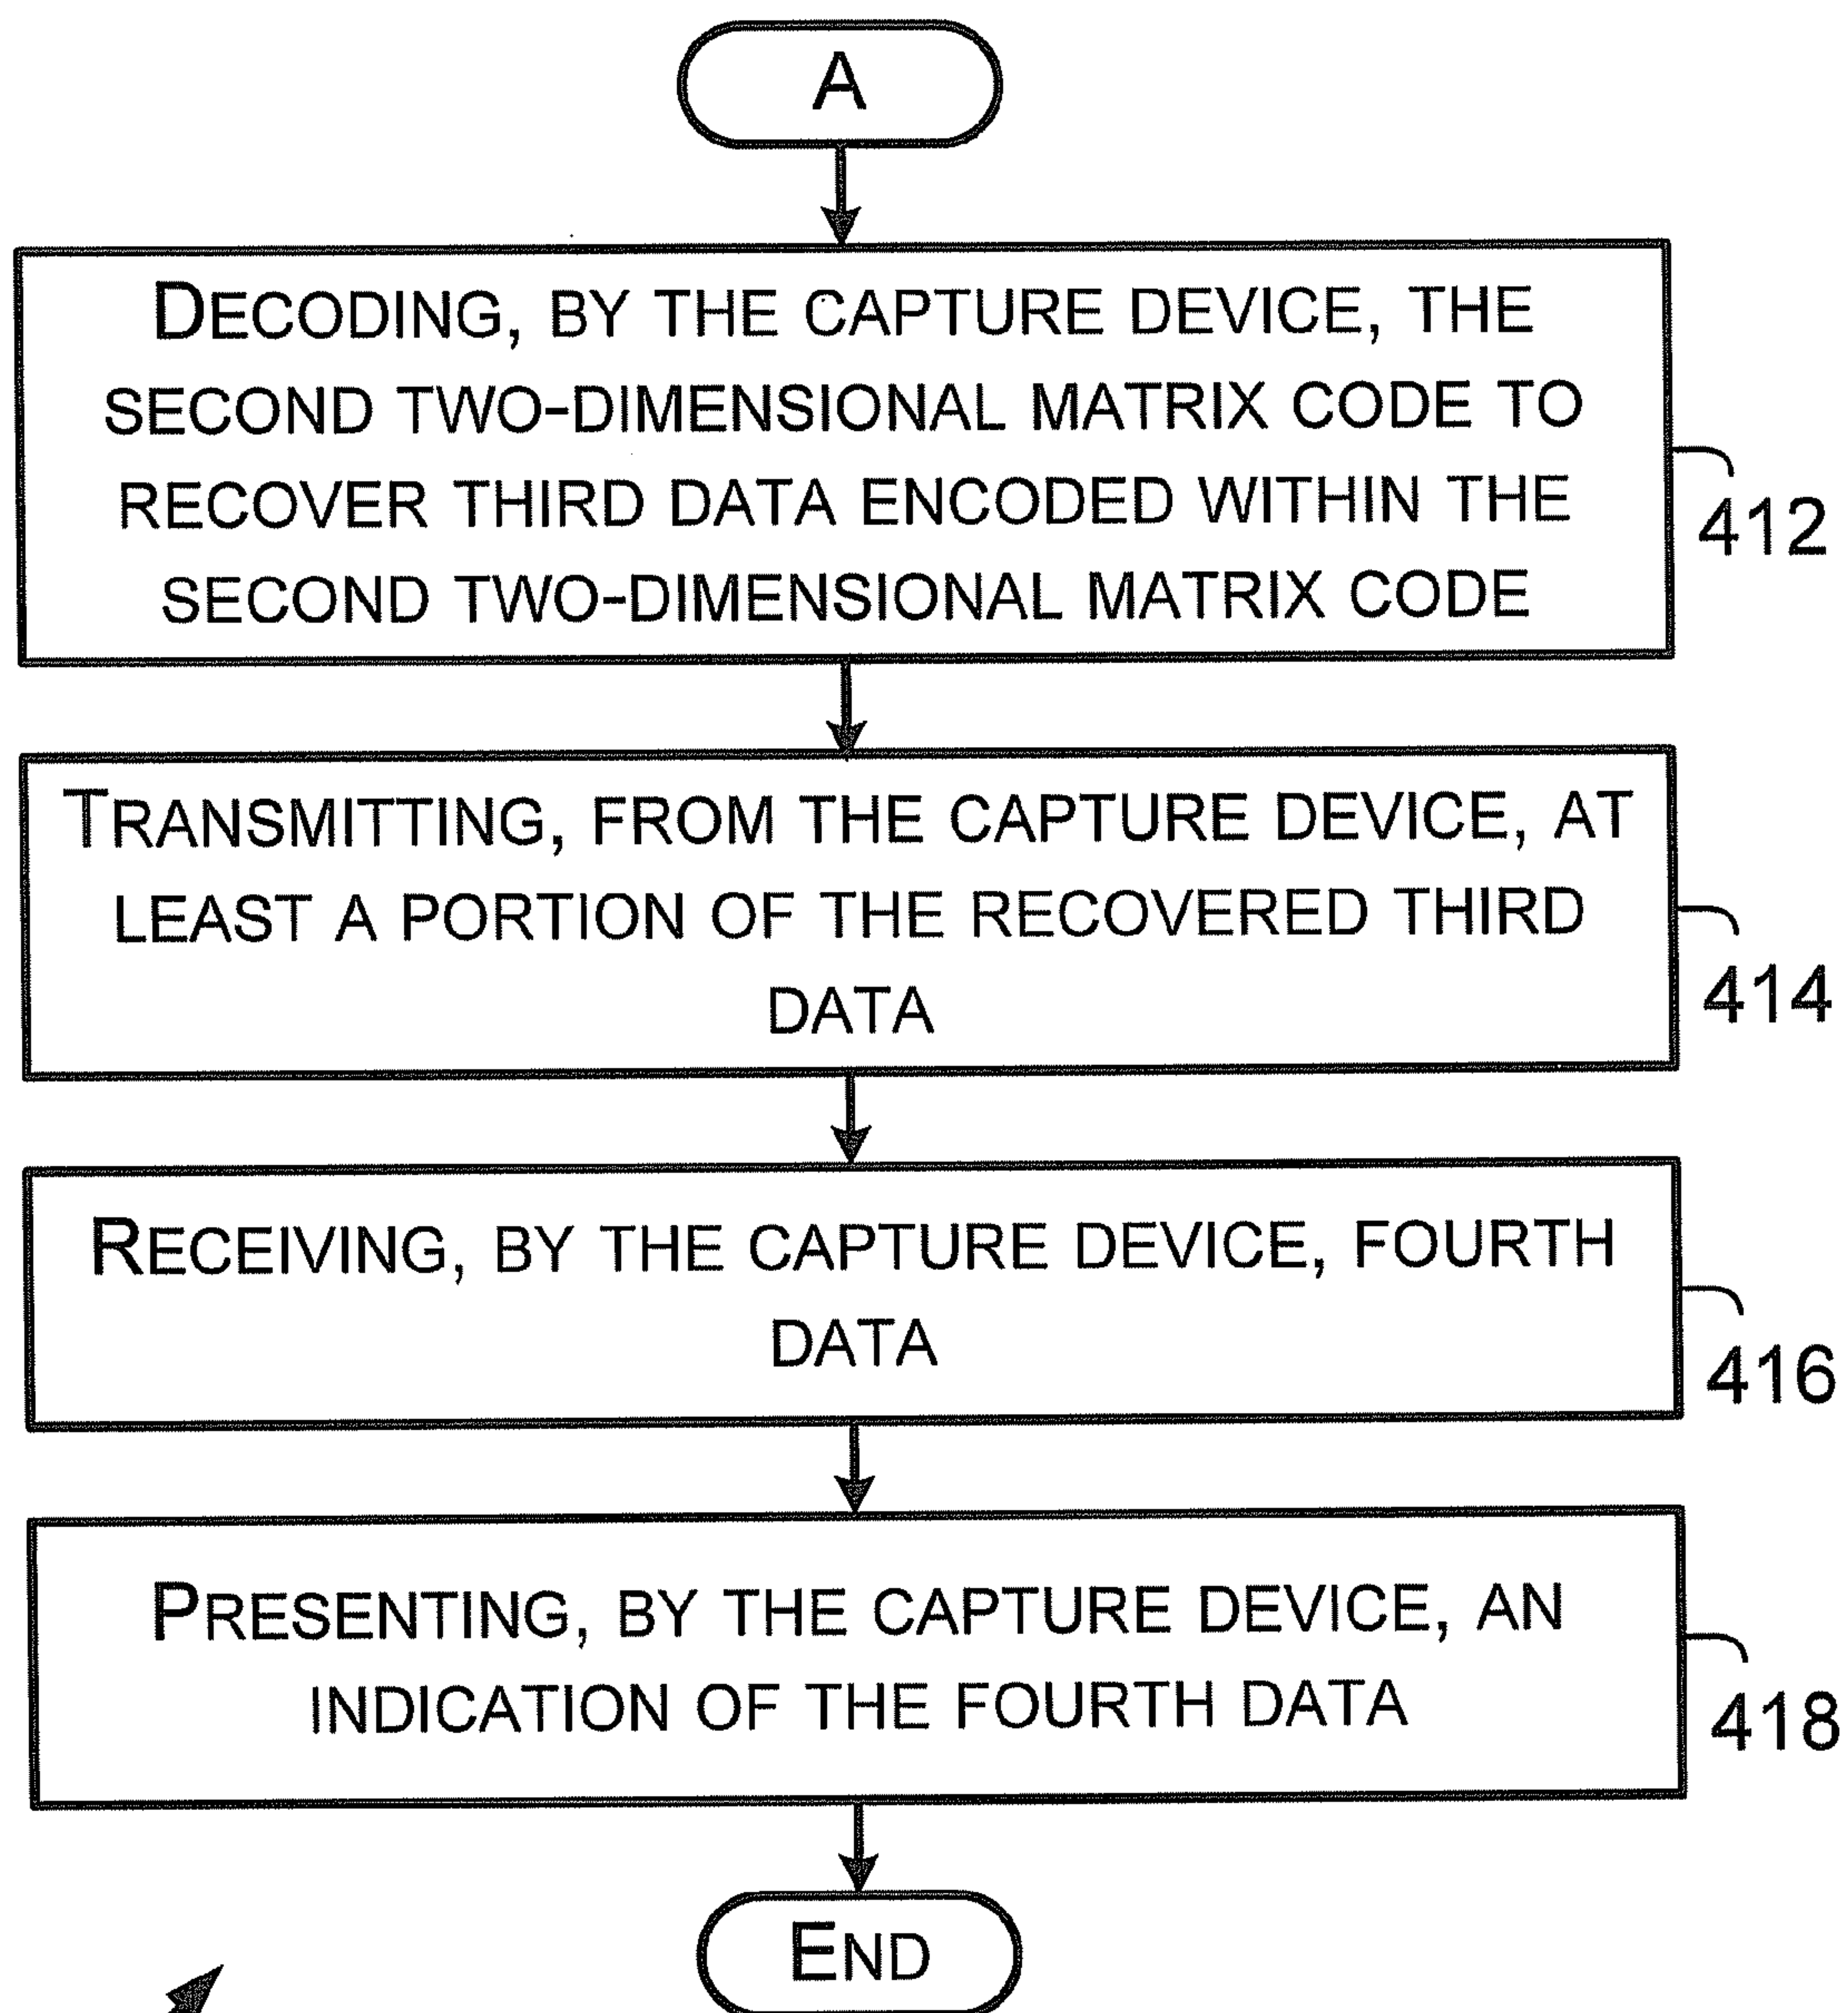 A
DECODING, BY THE CAPTURE DEVICE, THE
SECOND TWO-DIMENSIONAL MATRIX CODE TO
RECOVER THIRD DATA ENCODED WITHIN THE
SECOND TWO-DIMENSIONAL MATRIX CODE
412
TRANSMITTING, FROM THE CAPTURE DEVICE, AT
LEAST A PORTION OF THE RECOVERED THIRD
DATA
414
RECEIVING, BY THE CAPTURE DEVICE, FOURTH
DATA
416
PRESENTING, BY THE CAPTURE DEVICE, AN
INDICATION OF THE FOURTH DATA
418
END